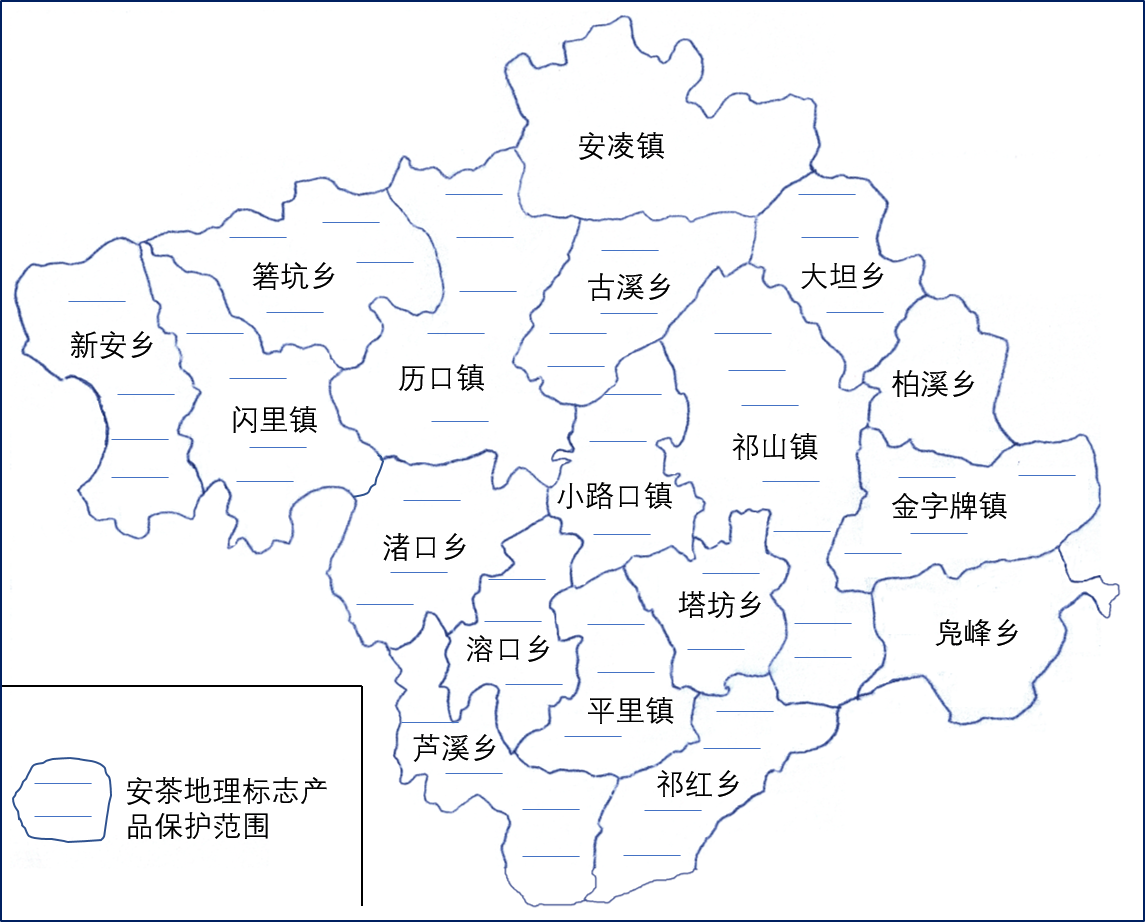 安凌镇
箬坑乡
古溪乡
大坦乡
新安乡
历口镇
柏溪乡
闪里镇
祁山镇
小路口镇
金字牌镇
渚口乡
塔坊乡
凫峰乡
溶口乡
平里镇
芦溪乡
祁红乡
安茶地理标志产
品保护范围